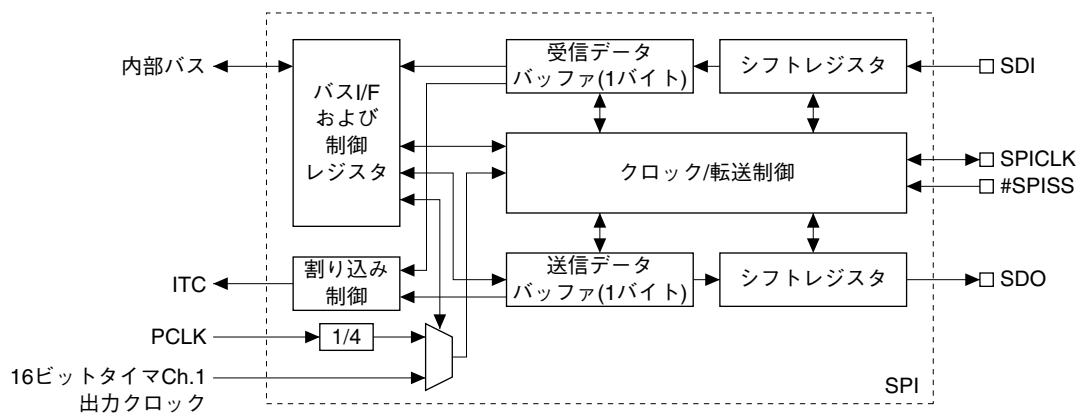 内部バス
バスI/F
および
制御
レジスタ
受信データ
バッファ(1バイト)
シフトレジスタ
SDI
クロック/転送制御
SPICLK
#SPISS
ITC
割り込み
制御
送信データ
バッファ(1バイト)
シフトレジスタ
SDO
PCLK
1/4
16ビットタイマCh.1
出力クロック
SPI